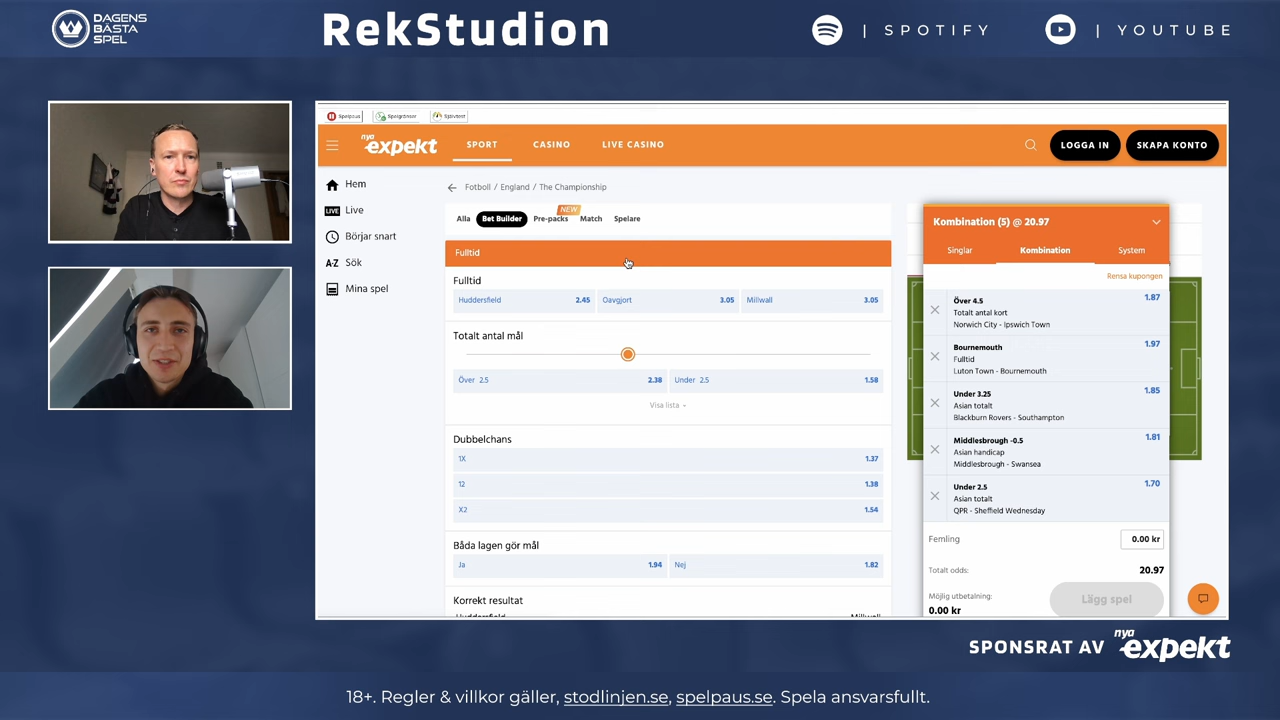 DAGENS
BÄSTA
SPEL
RekStudion
| SPOTIFY
| YOUTUBE
Spelpaus
Spelgränser
Självtest
nya
expekt
SPORT
CASINO
LIVE CASINO
LOGGA IN
SKAPA KONTO
Hem
LIVE Live
Börjar snart
A-Z Sök
Mina spel
Fotboll / England / The Championship
NEW
Alla
Bet Builder
Pre-packs
Match
Spelare
Fulltid
Fulltid
Huddersfield 2.45
Oavgjort 3.05
Millwall 3.05
Totalt antal mål
Över 2.5 2.38
Under 2.5 1.58
Visa lista
Dubbelchans
1X 1.37
12 1.38
X2 1.54
Båda lagen gör mål
Ja 1.94
Nej 1.82
Korrekt resultat
Huddersfield
Millwall
Kombination (5) @ 20.97
Singlar
Kombination
System
Rensa kupongen
Över 4.5 1.87
Totalt antal kort
Norwich City - Ipswich Town
Bournemouth 1.97
Fulltid
Luton Town - Bournemouth
Under 3.25 1.85
Asian totalt
Blackburn Rovers - Southampton
Middlesbrough -0.5 1.81
Asian handicap
Middlesbrough - Swansea
Under 2.5 1.70
Asian totalt
QPR - Sheffield Wednesday
Femling 0.00 kr
Totalt odds: 20.97
Möjlig utbetalning:
0.00 kr
Lägg spel
SPONSRAT AV nya expekt
18+. Regler & villkor gäller, stodlinjen.se, spelpaus.se. Spela ansvarsfullt.